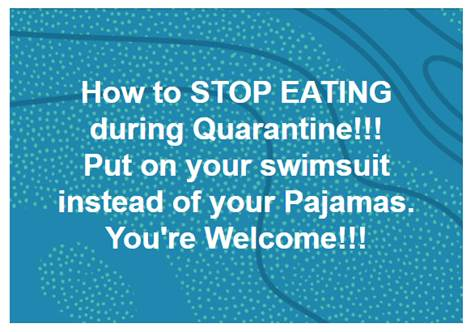 How to STOP EATING
during Quarantine!!!
Put on your swimsuit
instead of your Pajamas.
You're Welcome!!!